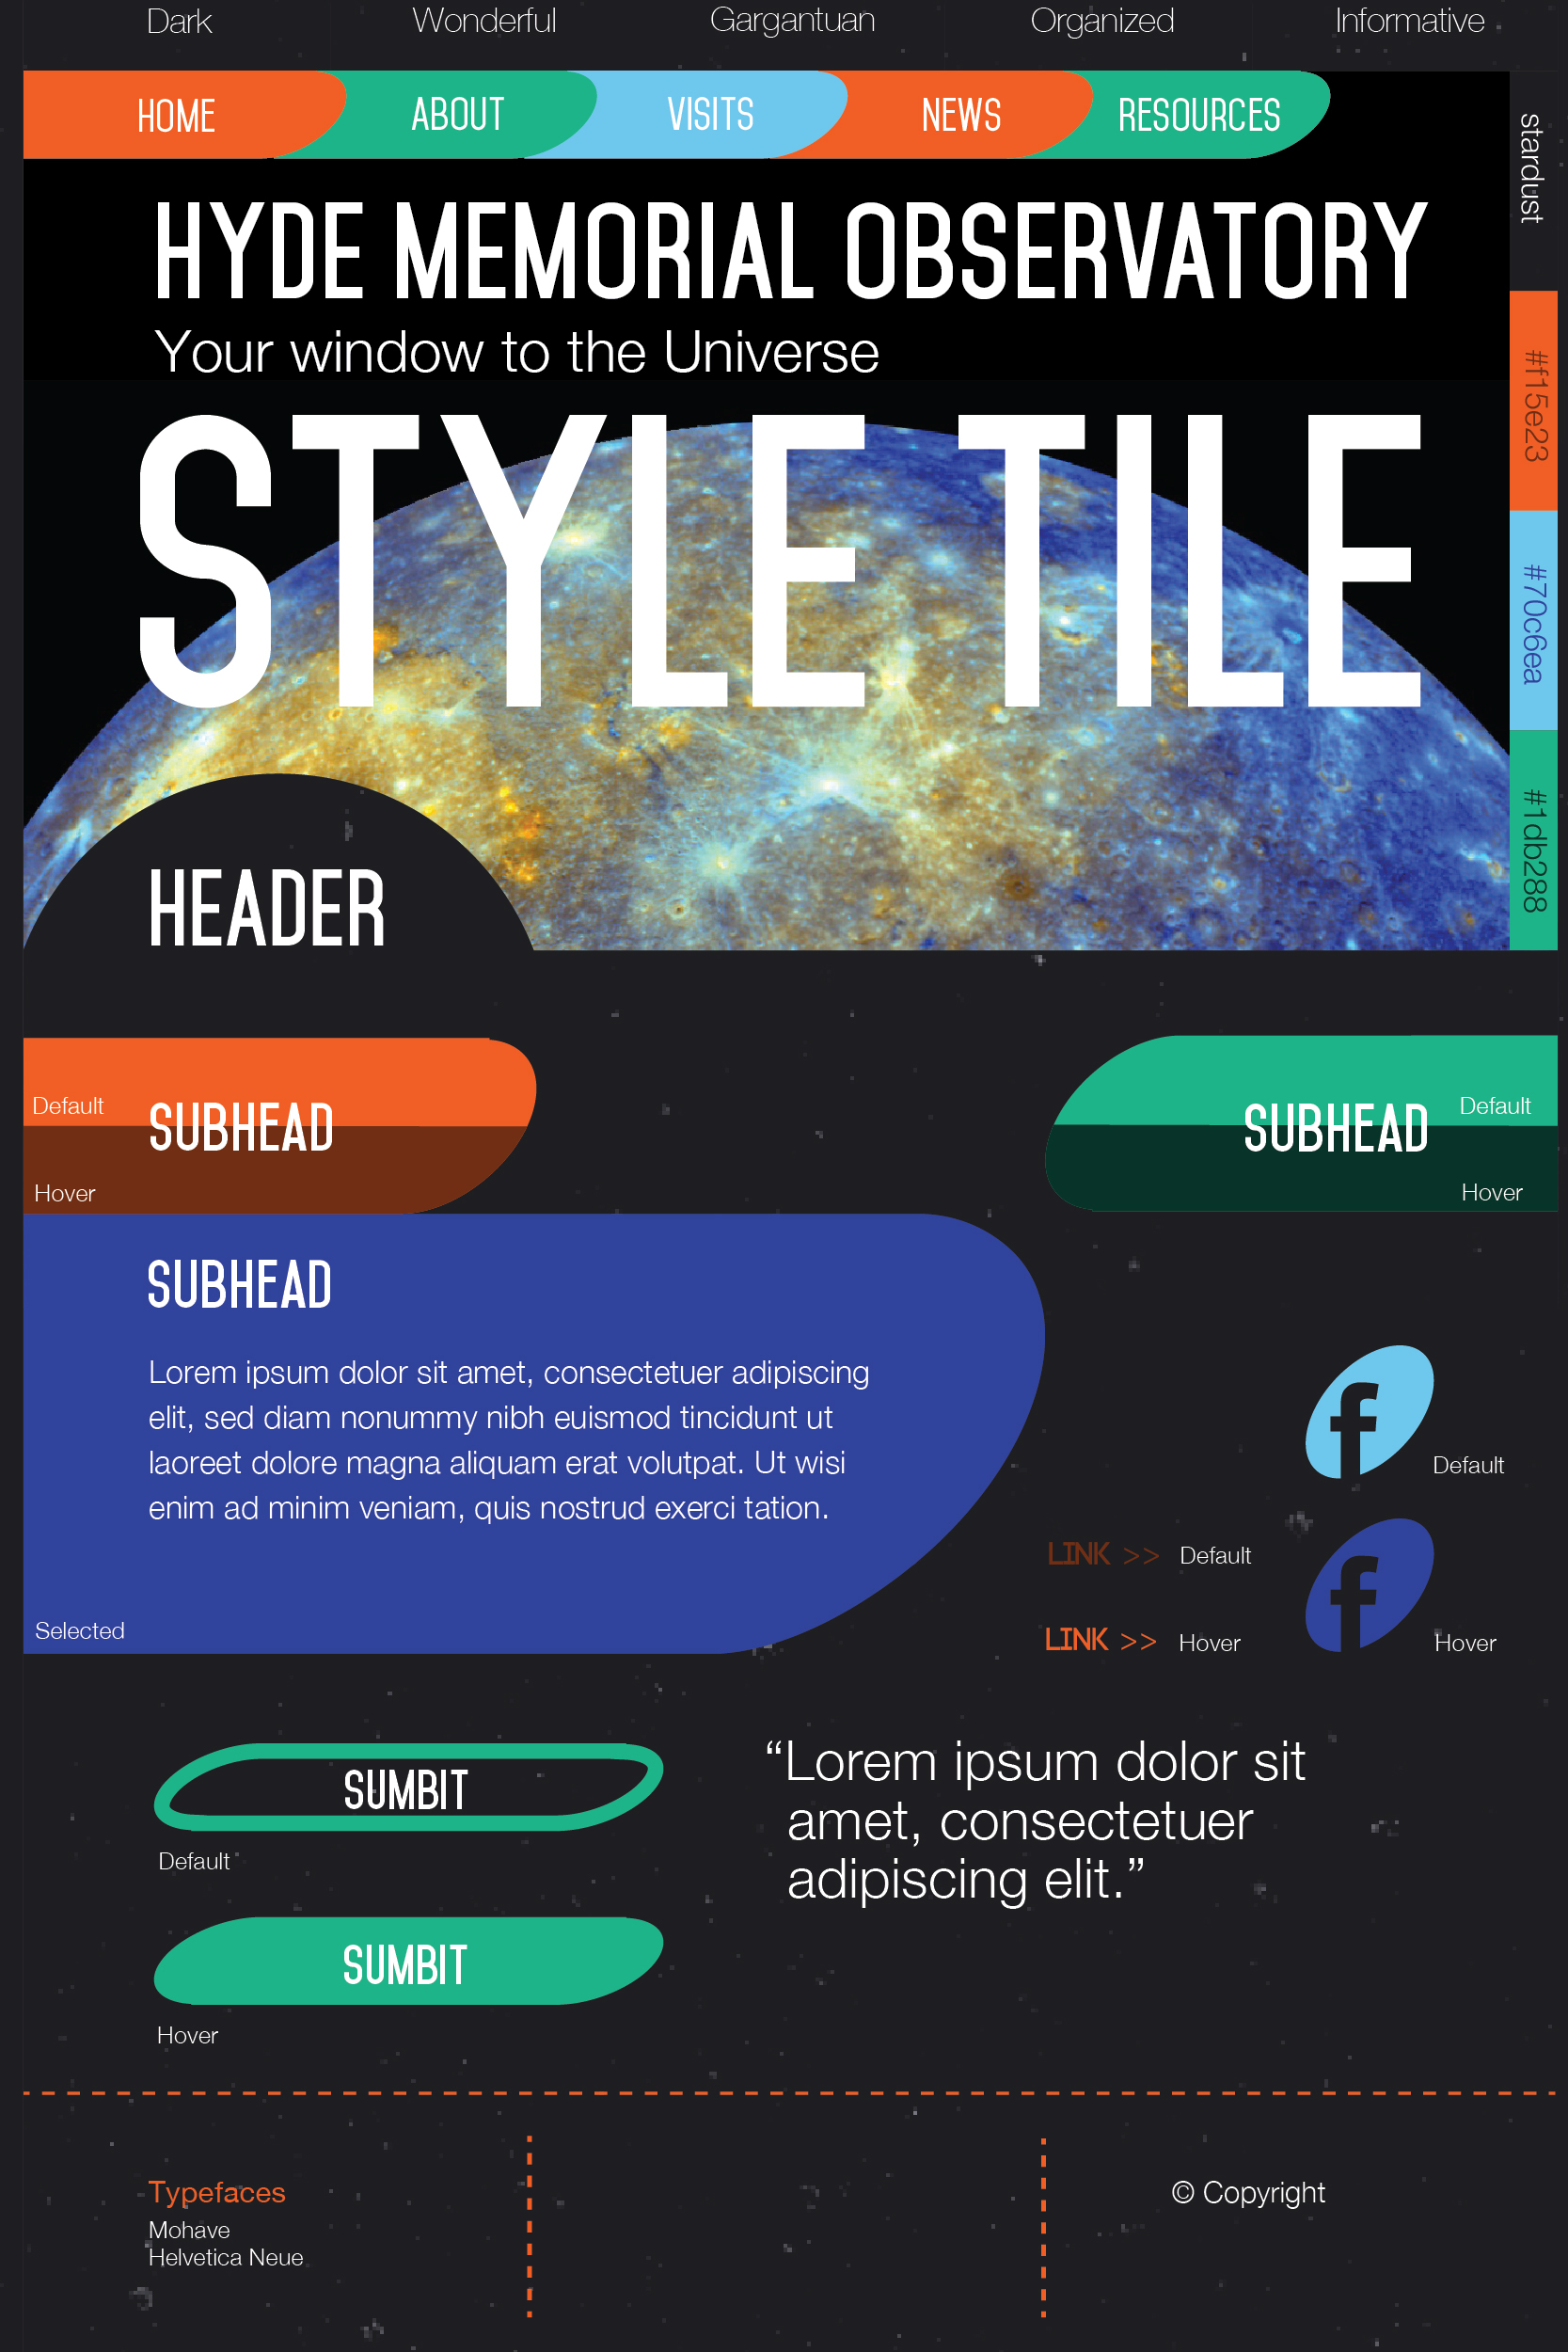 Dark
Wonderful
Gargantuan
Organized
Informative
HOME
ABOUT
VISITS
NEWS
RESOURCES
stardust
#f15e23
#70c6ea
#1db288
HYDE MEMORIAL OBSERVATORY
Your window to the Universe
STYLE TILE
HEADER
Default
SUBHEAD
Hover
SUBHEAD
Default
Hover
SUBHEAD
Lorem ipsum dolor sit amet, consectetuer adipiscing
elit, sed diam nonummy nibh euismod tincidunt ut
laoreet dolore magna aliquam erat volutpat. Ut wisi
enim ad minim veniam, quis nostrud exerci tation.
Selected
f
Default
LINK >> Default
LINK >> Hover
f
Hover
SUMBIT
Default
SUMBIT
Hover
“Lorem ipsum dolor sit
amet, consectetuer
adipiscing elit.”
Typefaces
Mohave
Helvetica Neue
© Copyright